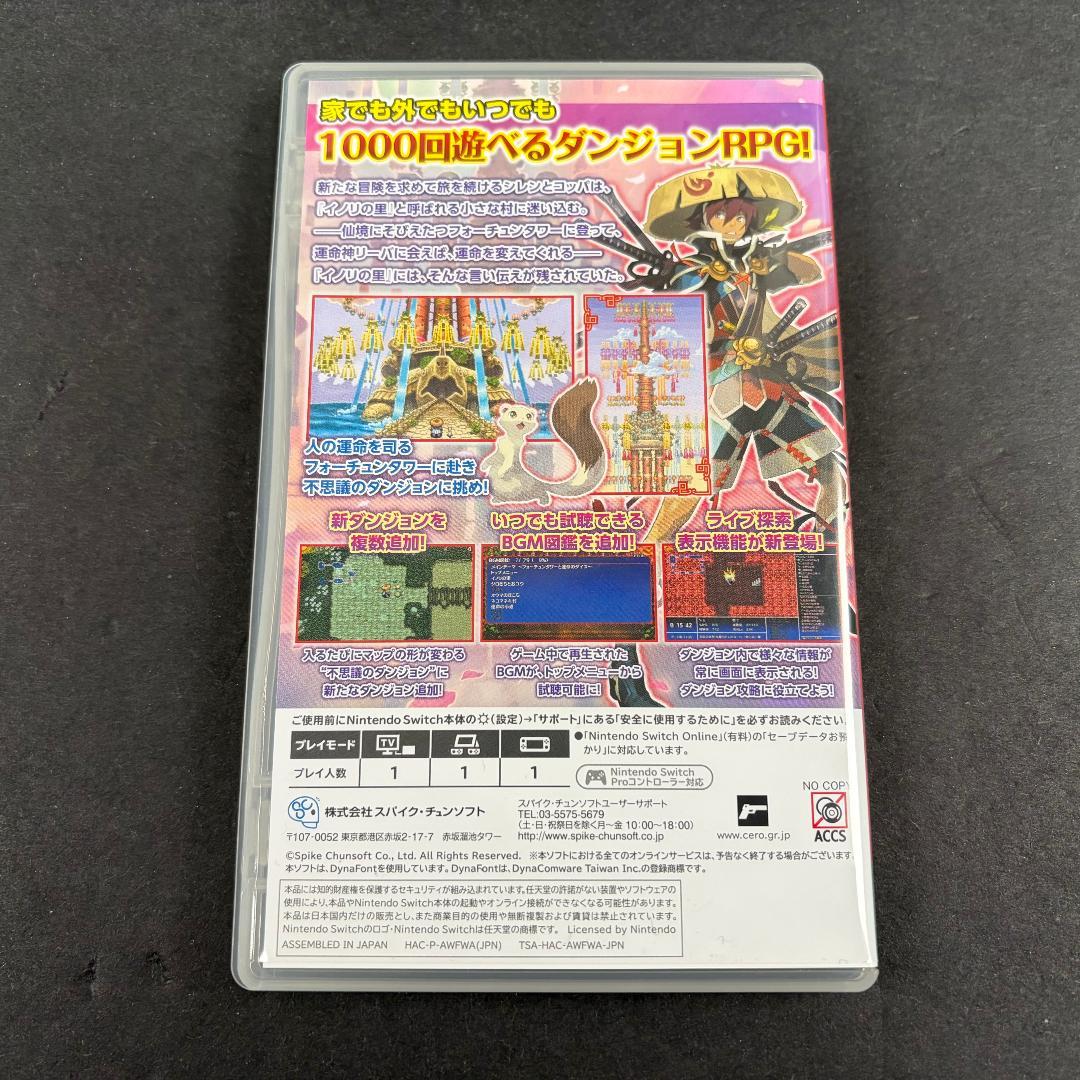 家でも外でもいつでも
1000回遊べるダンジョンRPG!
新たな冒険を求めて旅を続けるシレンとコッパは、
『イノリの里』と呼ばれる小さな村に迷い込む。
――仙境にそびえたつフォーチュンタワーに登って、
運命神リーバに会えば、運命を変えてくれる――
『イノリの里』には、そんな言い伝えが残されていた。
人の運命を司る
フォーチュンタワーに赴き
不思議のダンジョンに挑め!
新ダンジョンを
複数追加!
いつでも試聴できる
BGM図鑑を追加!
ライブ探索
表示機能が新登場!
メインテーマ ~フォーチュンタワーと運命のダイス~
トップメニュー
イノリの里
B 15 42
入るたびにマップの形が変わる
"不思議のダンジョン"に
新たなダンジョン追加!
ゲーム中で再生された
BGMが、トップメニューから
試聴可能に!
ダンジョン内で様々な情報が
常に画面に表示される!
ダンジョン攻略に役立てよう!
ご使用前にNintendo Switch本体の(設定)→「サポート」にある「安全に使用するために」を必ずお読みください。
プレイモード
TV
プレイ人数
1
1
1
●「Nintendo Switch Online」(有料)の「セーブデータお預
かり」に対応しています。
Nintendo Switch
Proコントローラー対応
株式会社スパイク・チュンソフト
〒107-0052 東京都港区赤坂2-17-7 赤坂溜池タワー
スパイク・チュンソフトユーザーサポート
TEL:03-5575-5679
(土・日・祝祭日を除く月~金 10:00~18:00)
http://www.spike-chunsoft.co.jp
www.cero.gr.jp
NO COPY
ACCS
©Spike Chunsoft Co., Ltd. All Rights Reserved. ※本ソフトにおける全てのオンラインサービスは、予告なく終了する場合がございます
本ソフトは、DynaFontを使用しています。DynaFontは、DynaComware Taiwan Inc.の登録商標です。
本品には知的財産権を保護するセキュリティが組み込まれています。任天堂の許諾がない装置やソフトウェアの
使用により、本品やNintendo Switch本体の起動やオンライン接続ができなくなる可能性があります。
本品は日本国内だけの販売とし、また商業目的の使用や無断複製および賃貸は禁止されています。
Nintendo Switchのロゴ・Nintendo Switchは任天堂の商標です。 Licensed by Nintendo
ASSEMBLED IN JAPAN HAC-P-AWFWA(JPN) TSA-HAC-AWFWA-JPN